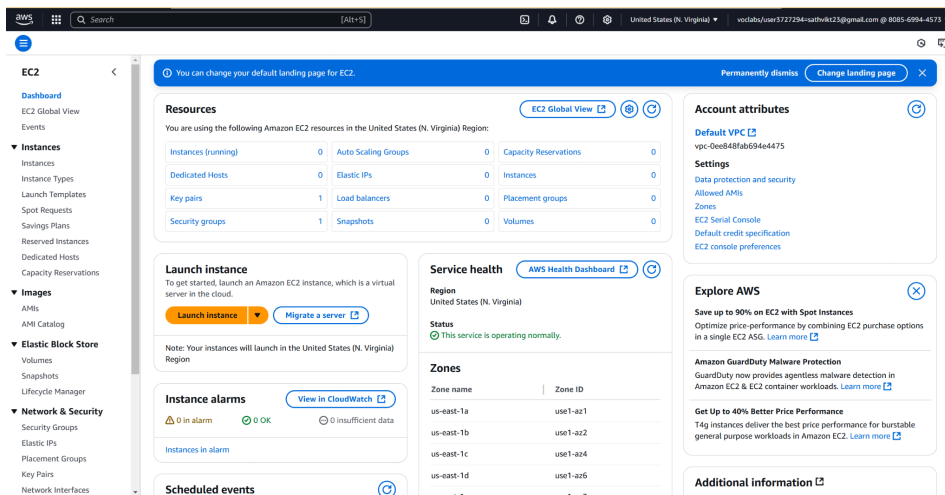 aws
Search
[Alt+S]
United States (N. Virginia) ▼
voclabs/user3727294=sathvikt23@gmail.com @ 8085-6994-4573
EC2
Dashboard
EC2 Global View
Events
Instances
Instances
Instance Types
Launch Templates
Spot Requests
Savings Plans
Reserved Instances
Dedicated Hosts
Capacity Reservations
Images
AMIs
AMI Catalog
Elastic Block Store
Volumes
Snapshots
Lifecycle Manager
Network & Security
Security Groups
Elastic IPs
Placement Groups
Key Pairs
Network Interfaces
You can change your default landing page for EC2.
Permanently dismiss
Change landing page
Resources
EC2 Global View
You are using the following Amazon EC2 resources in the United States (N. Virginia) Region:
Instances (running) 0
Auto Scaling Groups 0
Capacity Reservations 0
Dedicated Hosts 0
Elastic IPs 0
Instances 0
Key pairs 1
Load balancers 0
Placement groups 0
Security groups 1
Snapshots 0
Volumes 0
Launch instance
To get started, launch an Amazon EC2 instance, which is a virtual
server in the cloud.
Launch instance
Migrate a server
Note: Your instances will launch in the United States (N. Virginia)
Region
Instance alarms
View in CloudWatch
0 in alarm
0 OK
0 insufficient data
Instances in alarm
Scheduled events
Service health
AWS Health Dashboard
Region
United States (N. Virginia)
Status
This service is operating normally.
Zones
Zone name
Zone ID
us-east-1a
use1-az1
us-east-1b
use1-az2
us-east-1c
use1-az4
us-east-1d
use1-az6
Account attributes
Default VPC
vpc-0ee848fab694e4475
Settings
Data protection and security
Allowed AMIs
Zones
EC2 Serial Console
Default credit specification
EC2 console preferences
Explore AWS
Save up to 90% on EC2 with Spot Instances
Optimize price-performance by combining EC2 purchase options
in a single EC2 ASG. Learn more
Amazon GuardDuty Malware Protection
GuardDuty now provides agentless malware detection in
Amazon EC2 & EC2 container workloads. Learn more
Get Up to 40% Better Price Performance
T4g instances deliver the best price performance for burstable
general purpose workloads in Amazon EC2. Learn more
Additional information